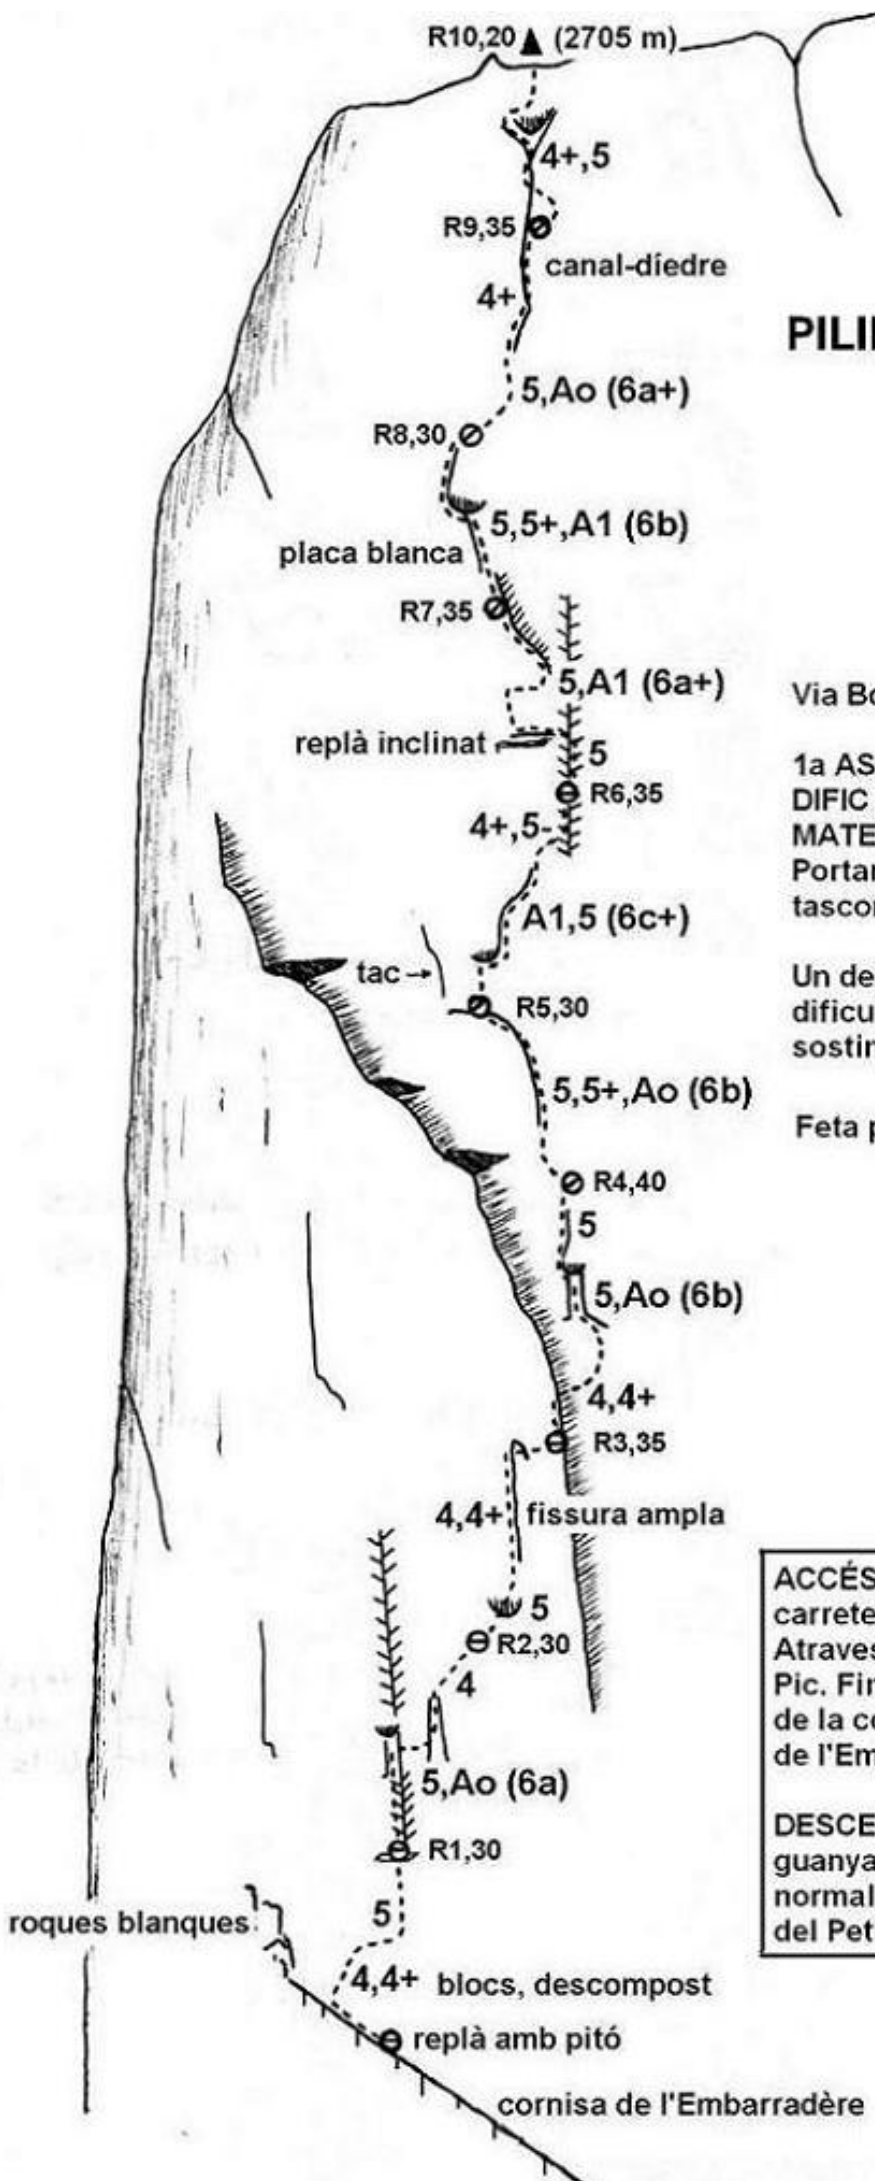 R10,20 (2705 m)
4+,5
R9,35
canal-díedre
4+
PILI
5,Ao (6a+)
R8,30
5,5+,A1 (6b)
placa blanca
R7,35
5,A1 (6a+)
Via Bo
replà inclinat
5
1a AS
R6,35
DIFIC
4+,5-
MATE
Portar
tascor
A1,5 (6c+)
tac→
Un de
R5,30
dificu
sostir
5,5+,Ao (6b)
Feta p
R4,40
5
5,Ao (6b)
4,4+
R3,35
4,4+ fissura ampla
5
R2,30
4
5,Ao (6a)
R1,30
5
roques blanques
4,4+ blocs, descompost
replà amb pitó
cornisa de l'Embarradère
ACCÉS
carrete
Atraves
Pic. Fir
de la co
de l'Em
DESCE
guanya
normal
del Pet